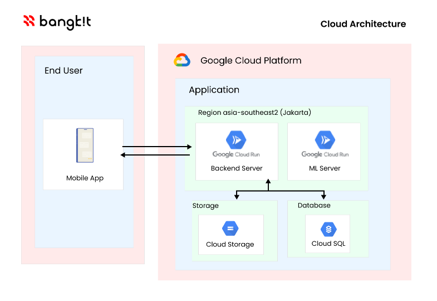 bangk!t
Cloud Architecture
End User
Mobile App
Google Cloud Platform
Application
Region asia-southeast2 (Jakarta)
Google Cloud Run
Backend Server
Google Cloud Run
ML Server
Storage
Cloud Storage
Database
Cloud SQL